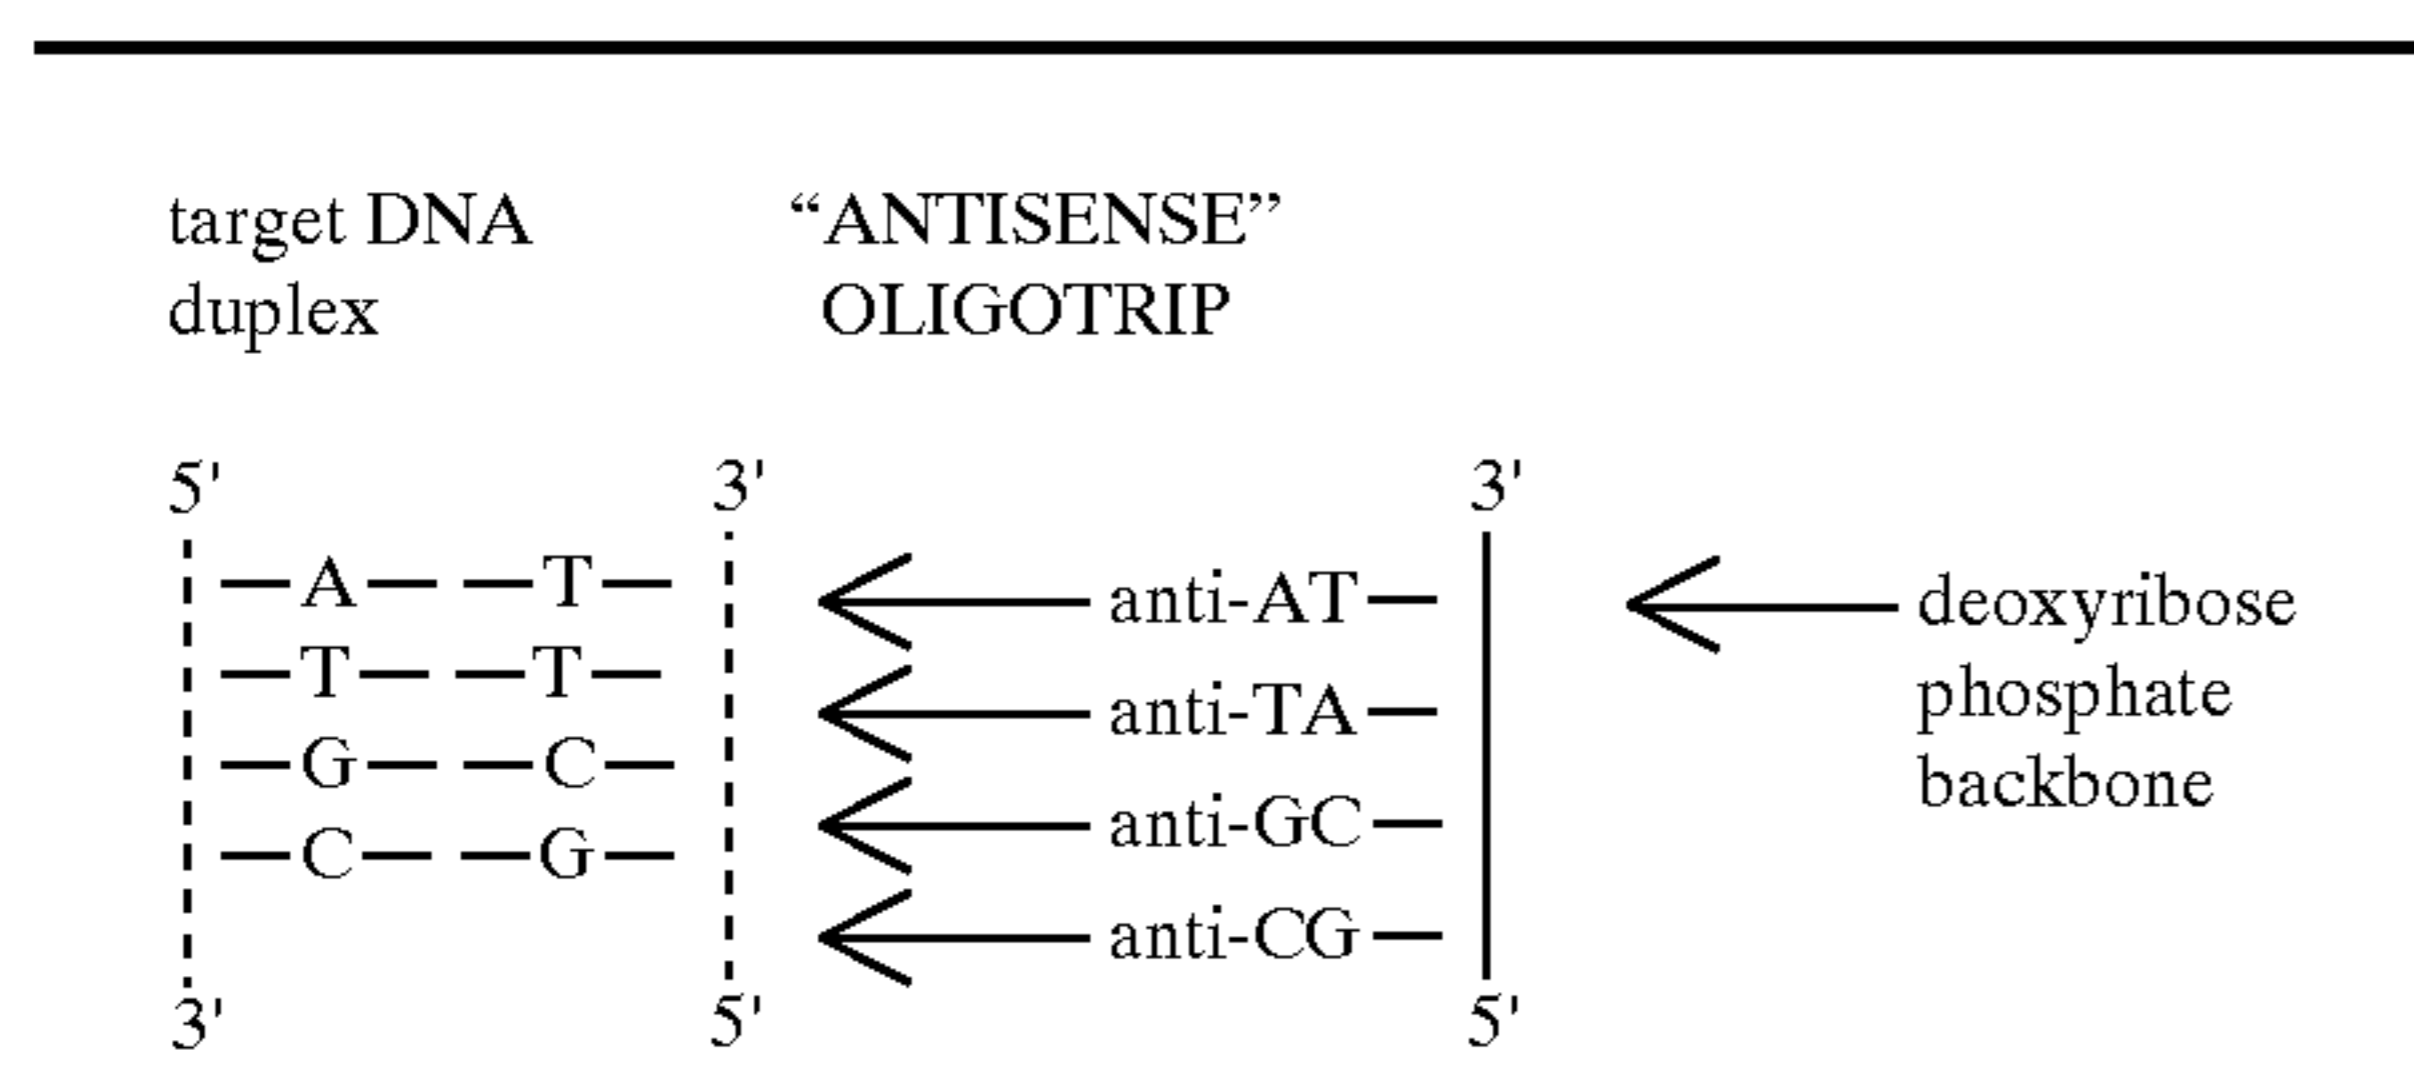 target DNA
duplex
“ANTISENSE”
OLIGOTRIP
5' 3' 3'
A T anti-AT
T T anti-TA
G C anti-GC
C G anti-CG
deoxyribose
phosphate
backbone
3' 5' 5'